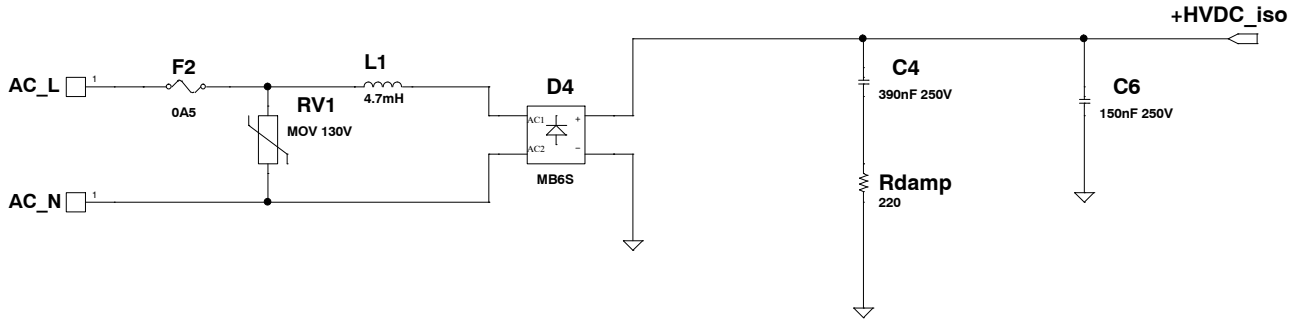 +HVDC_iso
AC_L
1
F2
0A5
L1
4.7mH
RV1
MOV 130V
D4
AC1
+
AC2
−
MB6S
C4
390nF 250V
C6
150nF 250V
AC_N
1
Rdamp
220